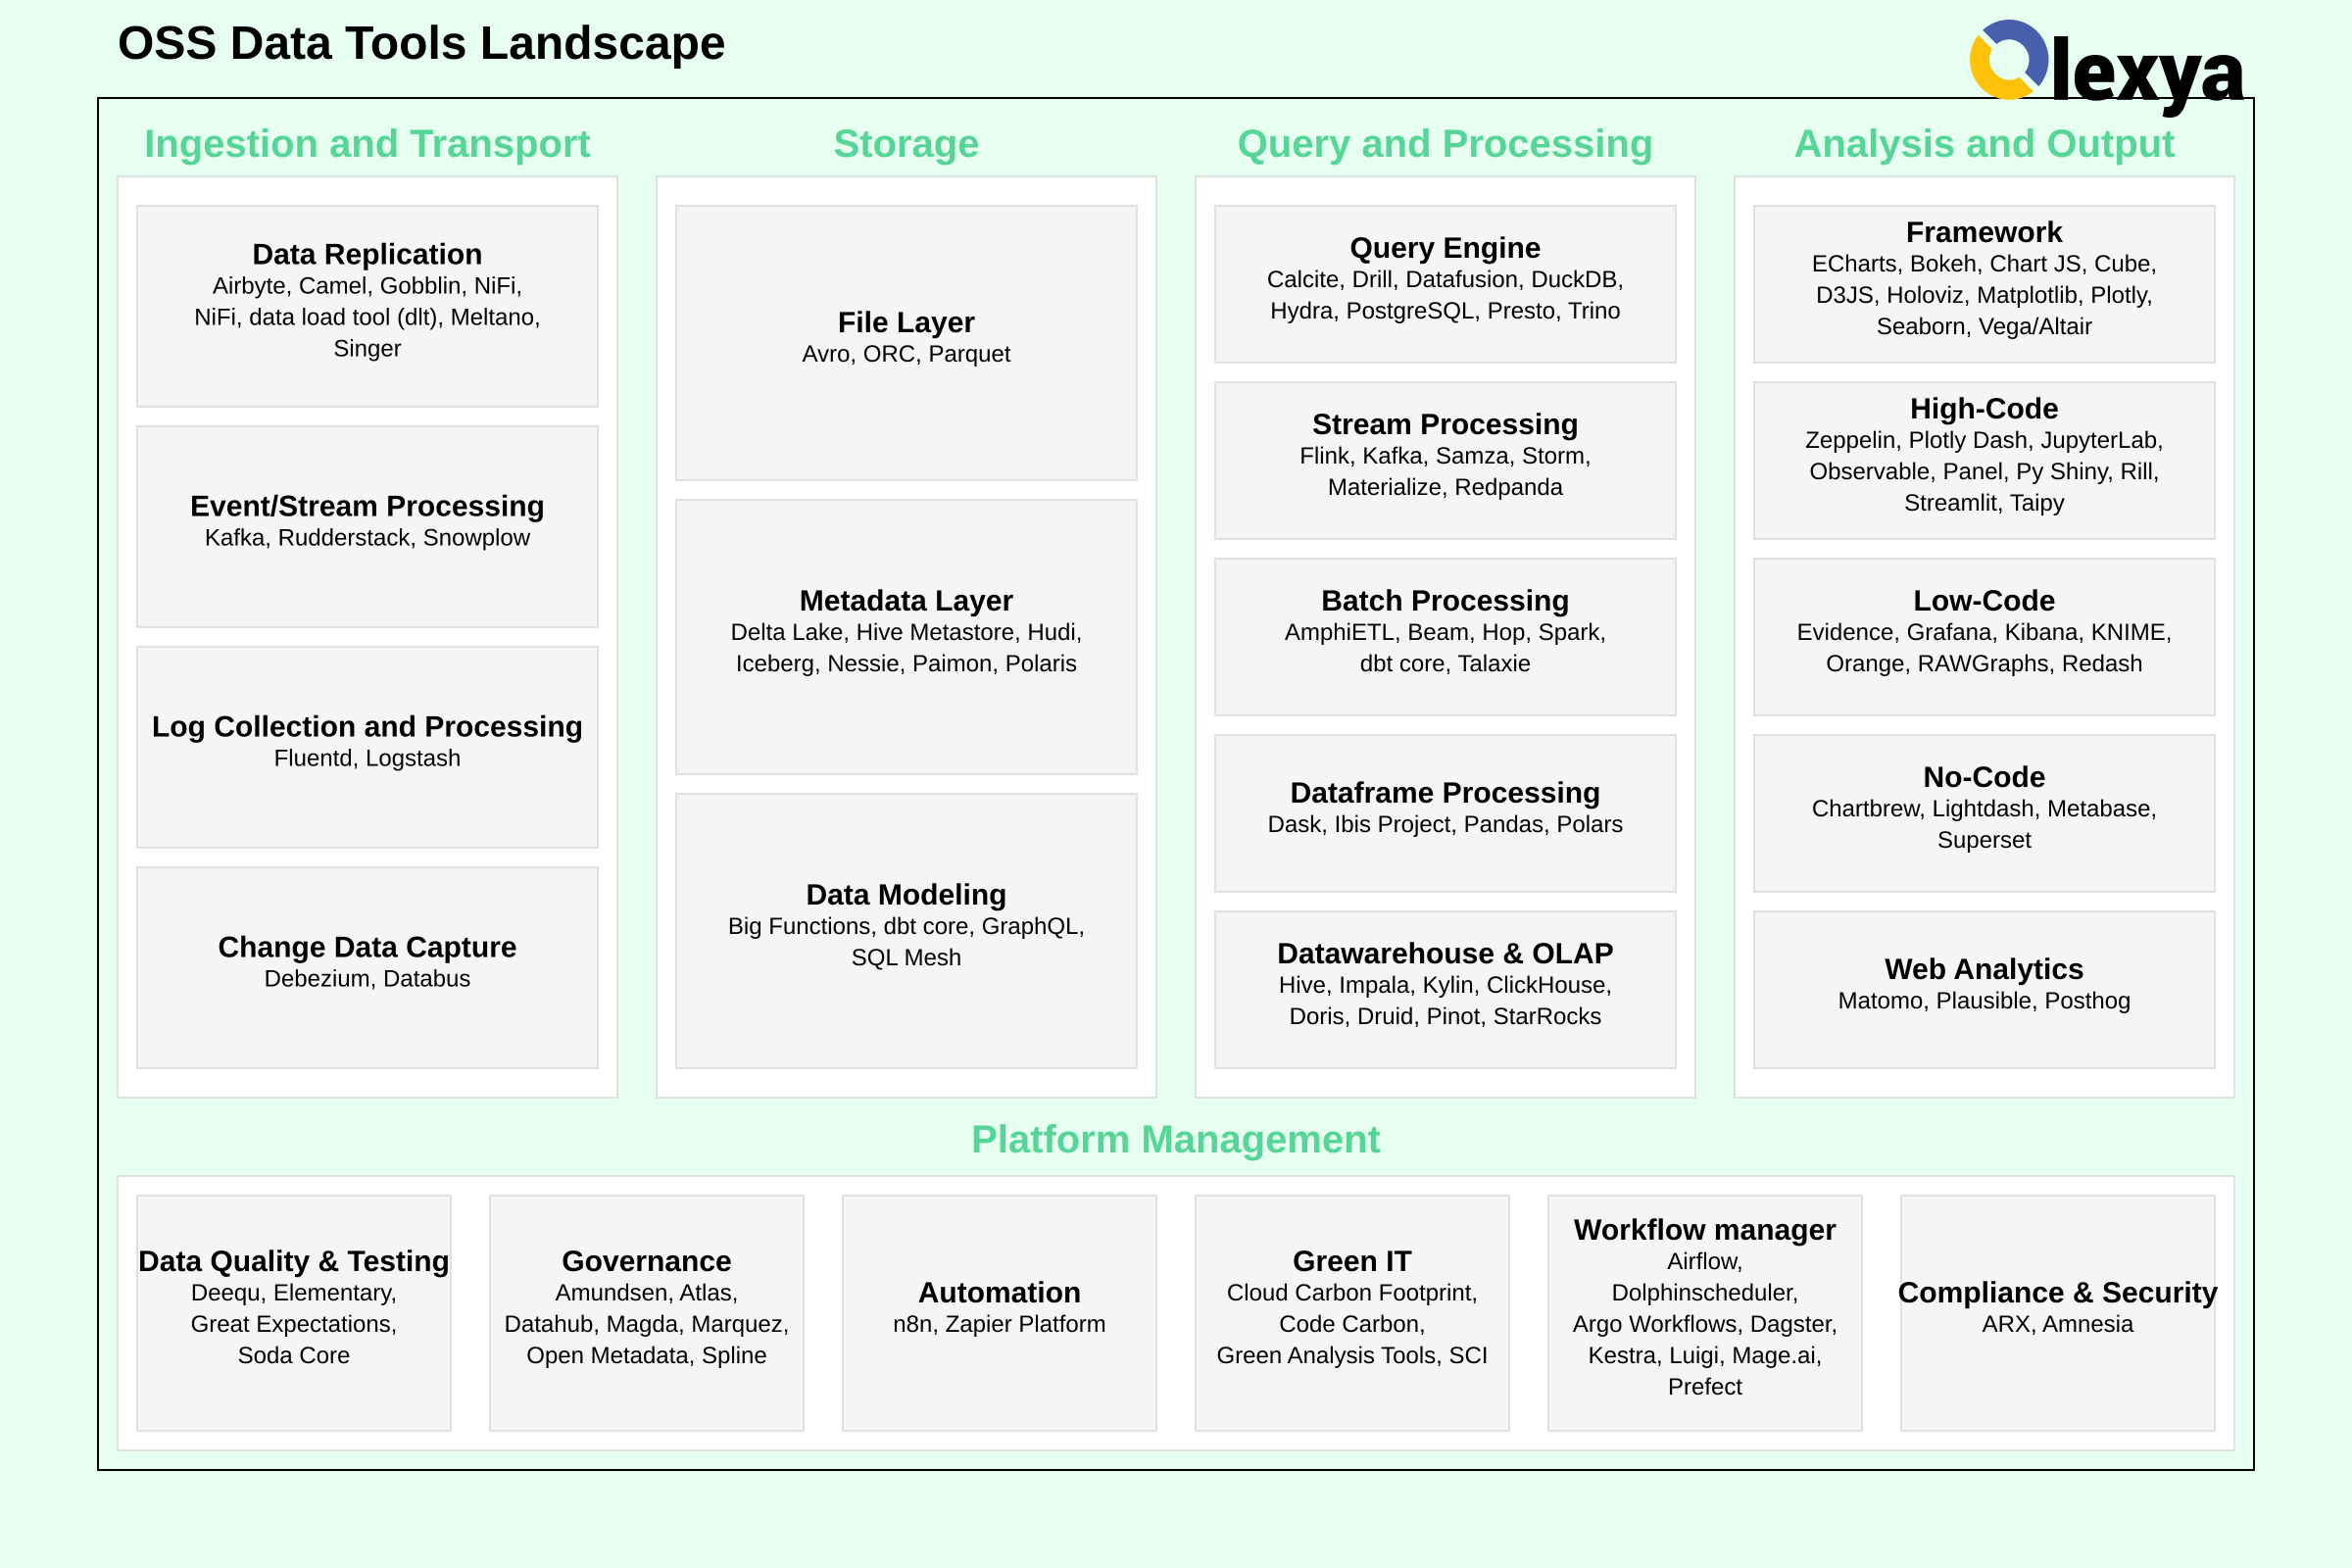 OSS Data Tools Landscape
Olexya
Ingestion and Transport
Data Replication
Airbyte, Camel, Gobblin, NiFi,
NiFi, data load tool (dlt), Meltano,
Singer
Event/Stream Processing
Kafka, Rudderstack, Snowplow
Log Collection and Processing
Fluentd, Logstash
Change Data Capture
Debezium, Databus
Storage
File Layer
Avro, ORC, Parquet
Metadata Layer
Delta Lake, Hive Metastore, Hudi,
Iceberg, Nessie, Paimon, Polaris
Data Modeling
Big Functions, dbt core, GraphQL,
SQL Mesh
Query and Processing
Query Engine
Calcite, Drill, Datafusion, DuckDB,
Hydra, PostgreSQL, Presto, Trino
Stream Processing
Flink, Kafka, Samza, Storm,
Materialize, Redpanda
Batch Processing
AmphiETL, Beam, Hop, Spark,
dbt core, Talaxie
Dataframe Processing
Dask, Ibis Project, Pandas, Polars
Datawarehouse & OLAP
Hive, Impala, Kylin, ClickHouse,
Doris, Druid, Pinot, StarRocks
Analysis and Output
Framework
ECharts, Bokeh, Chart JS, Cube,
D3JS, Holoviz, Matplotlib, Plotly,
Seaborn, Vega/Altair
High-Code
Zeppelin, Plotly Dash, JupyterLab,
Observable, Panel, Py Shiny, Rill,
Streamlit, Taipy
Low-Code
Evidence, Grafana, Kibana, KNIME,
Orange, RAWGraphs, Redash
No-Code
Chartbrew, Lightdash, Metabase,
Superset
Web Analytics
Matomo, Plausible, Posthog
Platform Management
Data Quality & Testing
Deequ, Elementary,
Great Expectations,
Soda Core
Governance
Amundsen, Atlas,
Datahub, Magda, Marquez,
Open Metadata, Spline
Automation
n8n, Zapier Platform
Green IT
Cloud Carbon Footprint,
Code Carbon,
Green Analysis Tools, SCI
Workflow manager
Airflow,
Dolphinscheduler,
Argo Workflows, Dagster,
Kestra, Luigi, Mage.ai,
Prefect
Compliance & Security
ARX, Amnesia